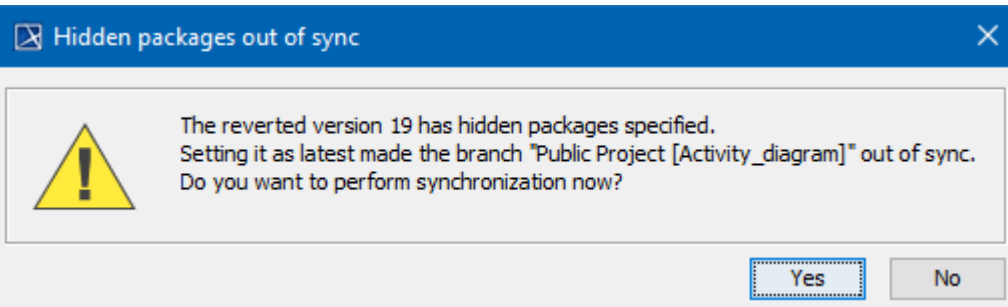 Hidden packages out of sync
The reverted version 19 has hidden packages specified.
Setting it as latest made the branch "Public Project [Activity_diagram]" out of sync.
Do you want to perform synchronization now?
Yes No